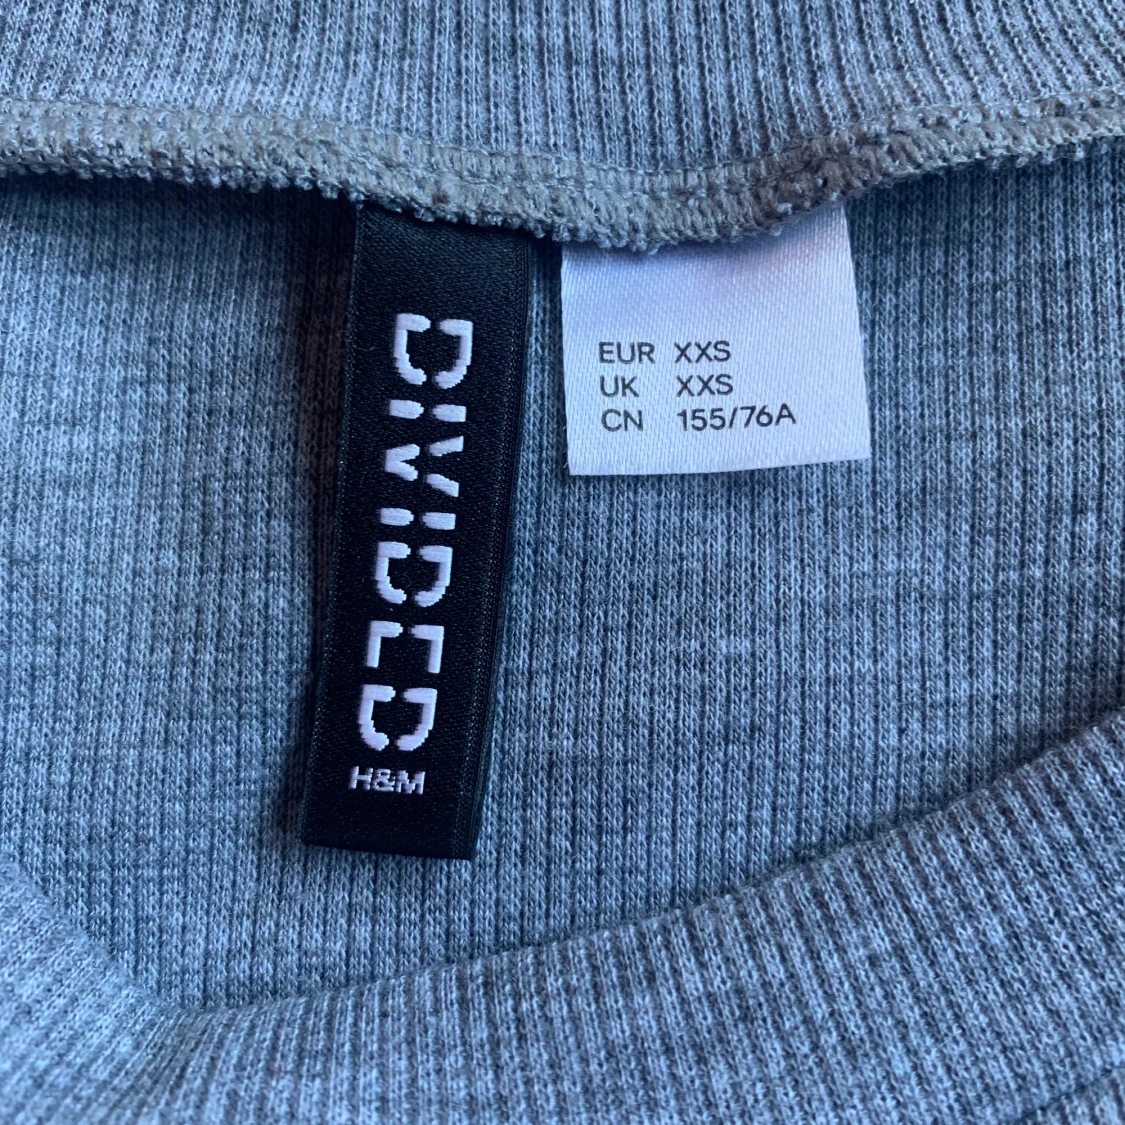 DIVIDED
H&M
EUR XXS
UK XXS
CN 155/76A